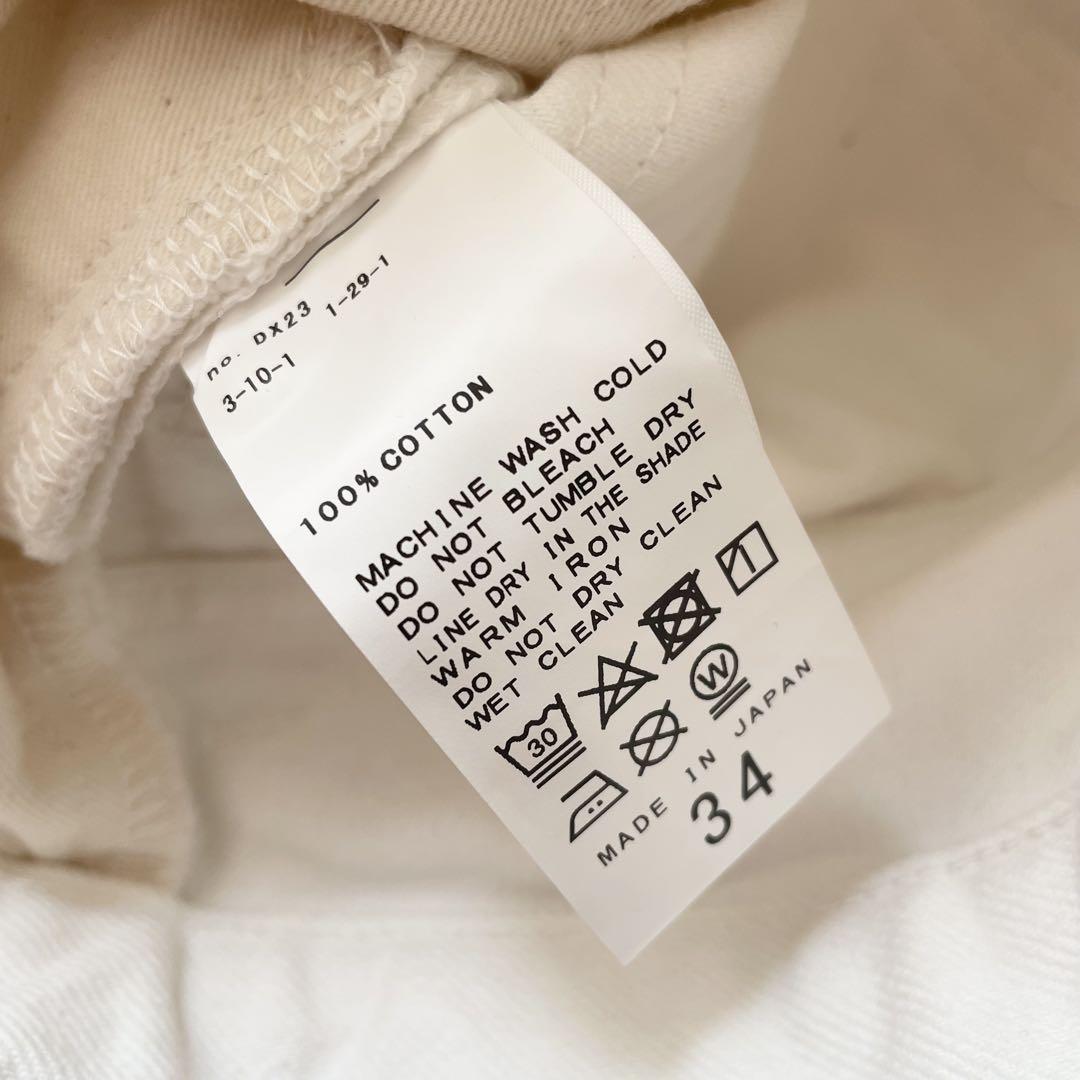 no. DX23 1-29-1
3-10-1
100% COTTON
MACHINE WASH COLD
DO NOT BLEACH
DO NOT TUMBLE DRY
LINE DRY IN THE SHADE
WARM IRON
DO NOT DRY CLEAN
WET CLEAN
30
W
MADE IN JAPAN
34